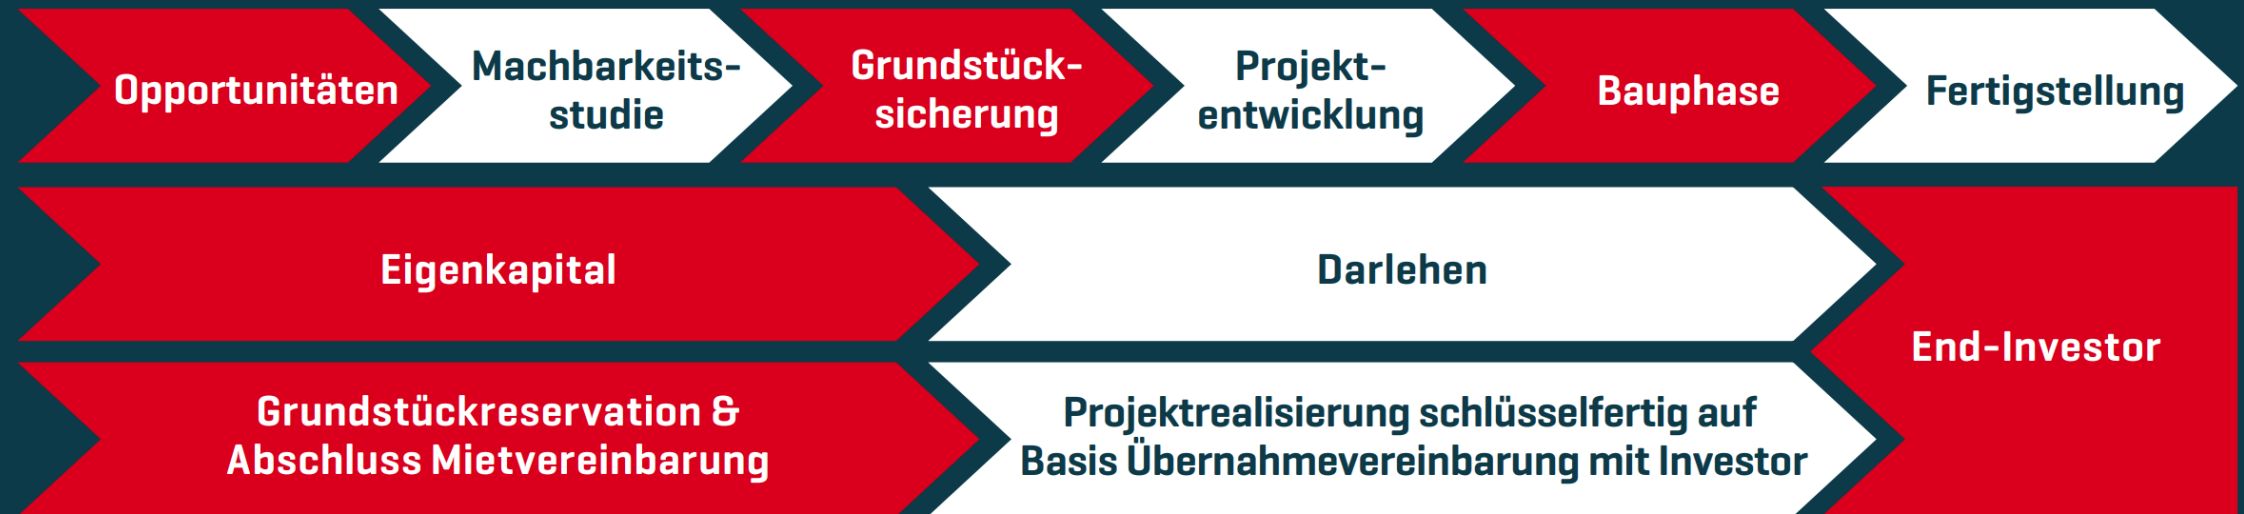 Opportunitäten
Machbarkeits-
studie
Grundstück-
sicherung
Projekt-
entwicklung
Bauphase
Fertigstellung
Eigenkapital
Darlehen
End-Investor
Grundstückreservation &
Abschluss Mietvereinbarung
Projektrealisierung schlüsselfertig auf
Basis Übernahmevereinbarung mit Investor